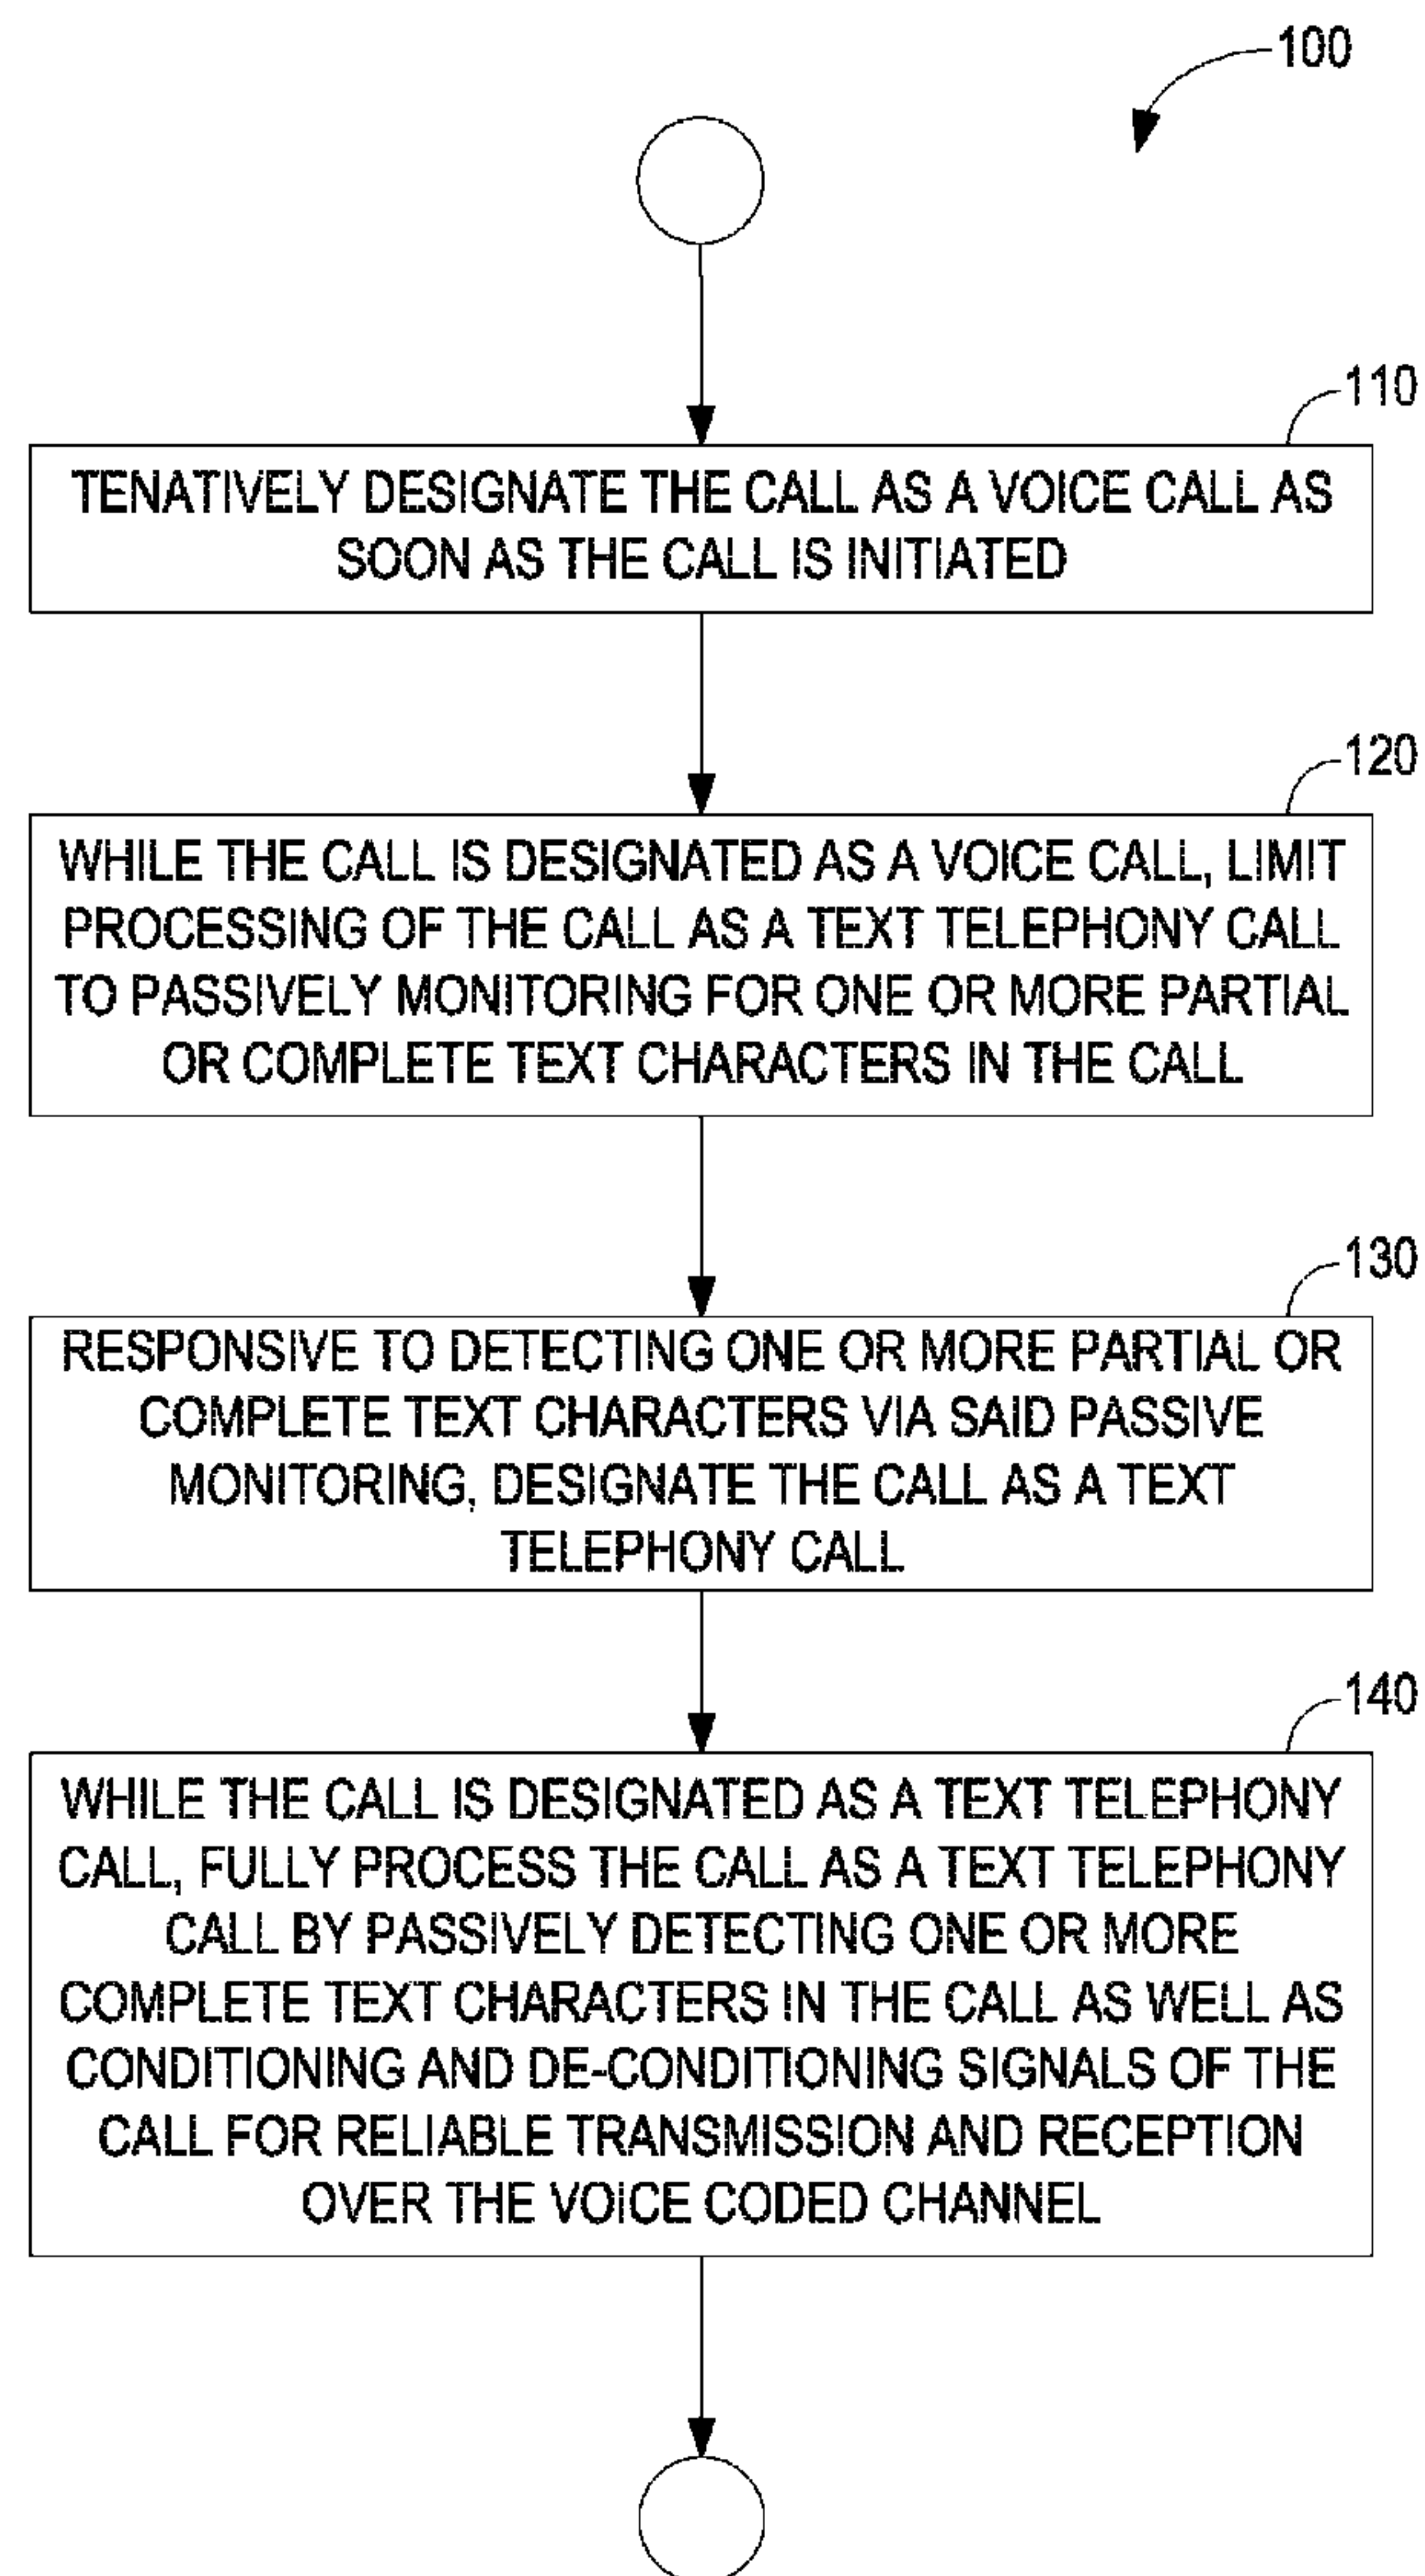 100
110
TENATIVELY DESIGNATE THE CALL AS A VOICE CALL AS
SOON AS THE CALL IS INITIATED
120
WHILE THE CALL IS DESIGNATED AS A VOICE CALL, LIMIT
PROCESSING OF THE CALL AS A TEXT TELEPHONY CALL
TO PASSIVELY MONITORING FOR ONE OR MORE PARTIAL
OR COMPLETE TEXT CHARACTERS IN THE CALL
130
RESPONSIVE TO DETECTING ONE OR MORE PARTIAL OR
COMPLETE TEXT CHARACTERS VIA SAID PASSIVE
MONITORING, DESIGNATE THE CALL AS A TEXT
TELEPHONY CALL
140
WHILE THE CALL IS DESIGNATED AS A TEXT TELEPHONY
CALL, FULLY PROCESS THE CALL AS A TEXT TELEPHONY
CALL BY PASSIVELY DETECTING ONE OR MORE
COMPLETE TEXT CHARACTERS IN THE CALL AS WELL AS
CONDITIONING AND DE-CONDITIONING SIGNALS OF THE
CALL FOR RELIABLE TRANSMISSION AND RECEPTION
OVER THE VOICE CODED CHANNEL